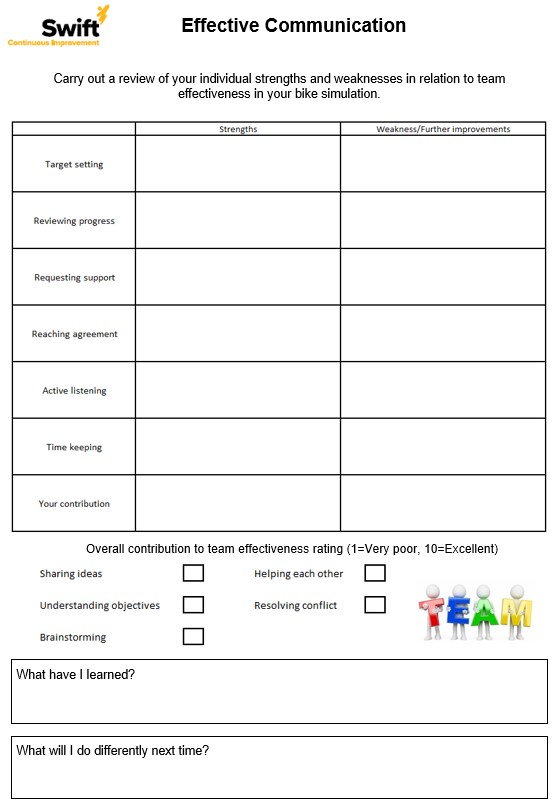 Swift
Continuous Improvement
Effective Communication
Carry out a review of your individual strengths and weaknesses in relation to team
effectiveness in your bike simulation.
Strengths Weakness/Further improvements
Target setting
Reviewing progress
Requesting support
Reaching agreement
Active listening
Time keeping
Your contribution
Overall contribution to team effectiveness rating (1=Very poor, 10=Excellent)
Sharing ideas Helping each other
Understanding objectives Resolving conflict
Brainstorming
TEAM
What have I learned?
What will I do differently next time?